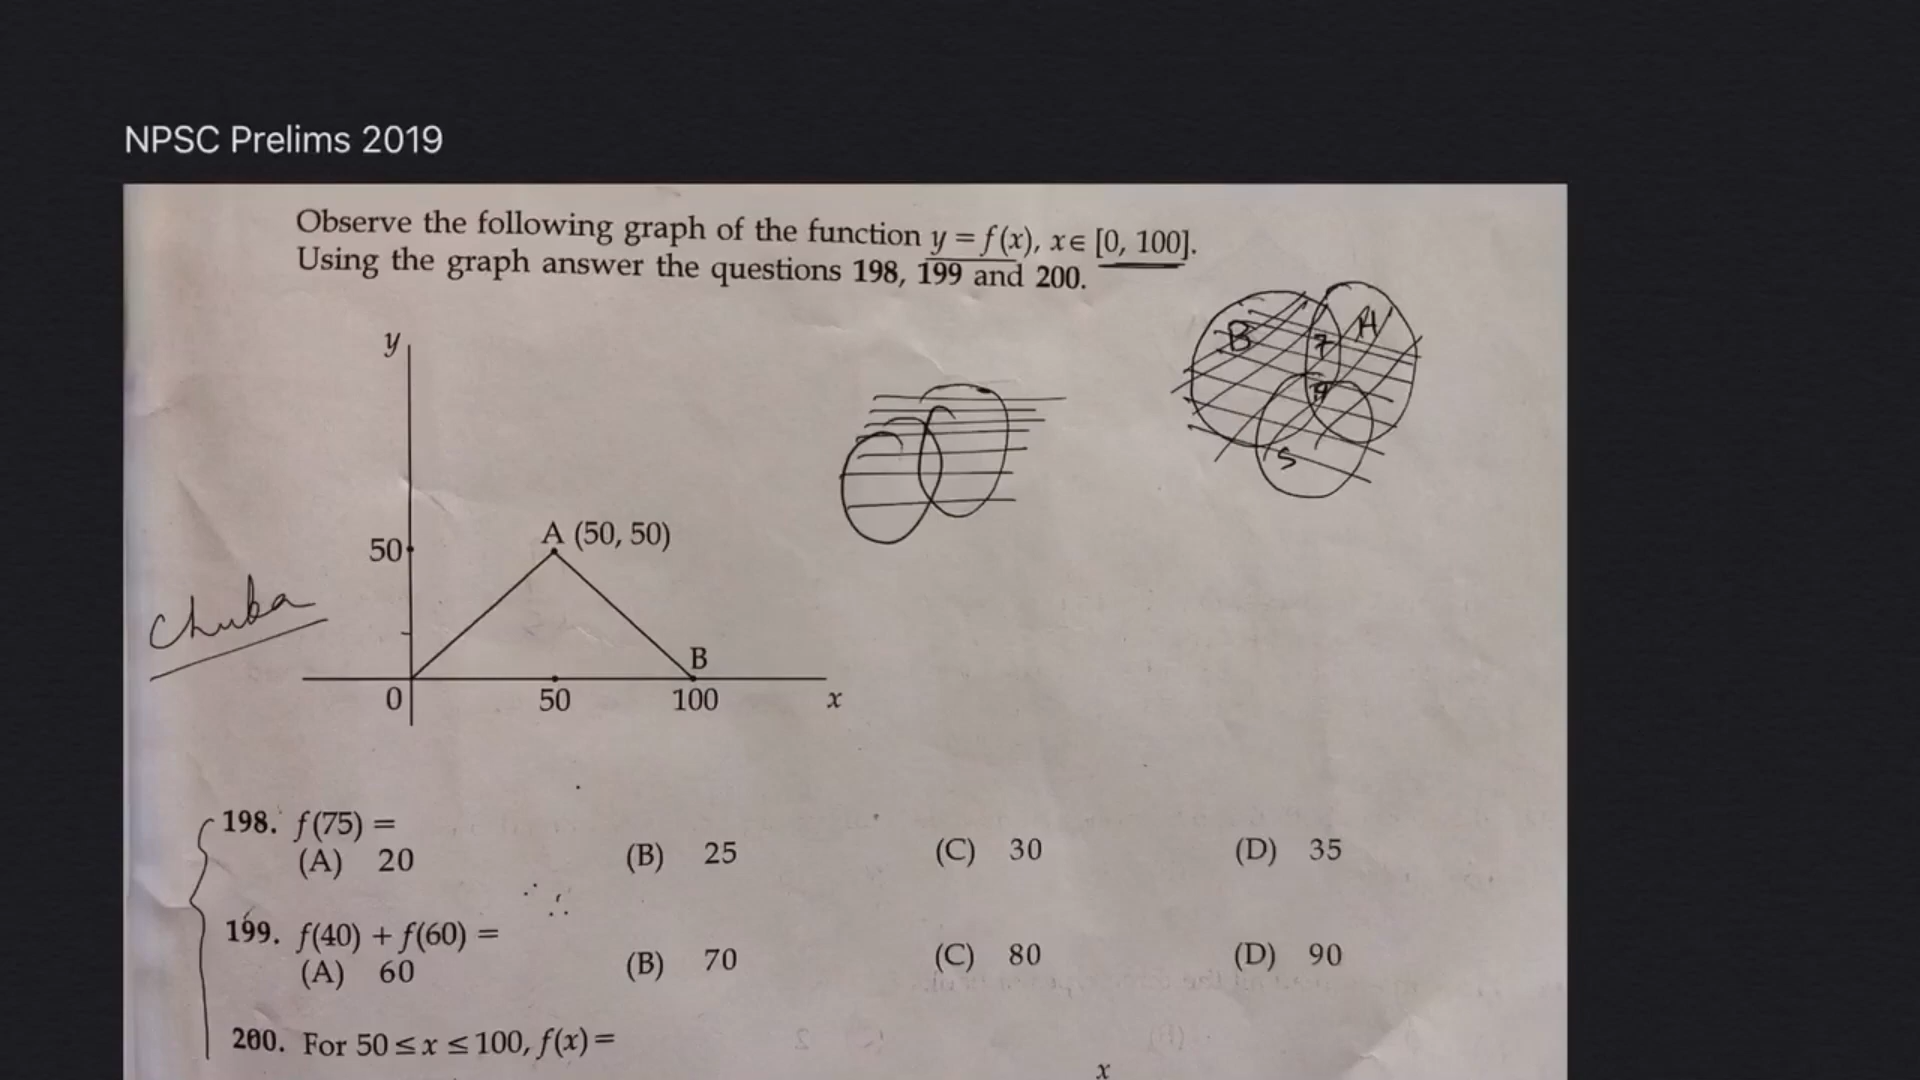 NPSC Prelims 2019
Observe the following graph of the function y = f(x), x ∈ [0, 100].
Using the graph answer the questions 198, 199 and 200.
y
B 7 H
9
5
A (50, 50)
50
Chuba
B
0 50 100 x
198. f(75) =
(A) 20 (B) 25 (C) 30 (D) 35
199. f(40) + f(60) =
(A) 60 (B) 70 (C) 80 (D) 90
200. For 50 ≤ x ≤ 100, f(x) =
x